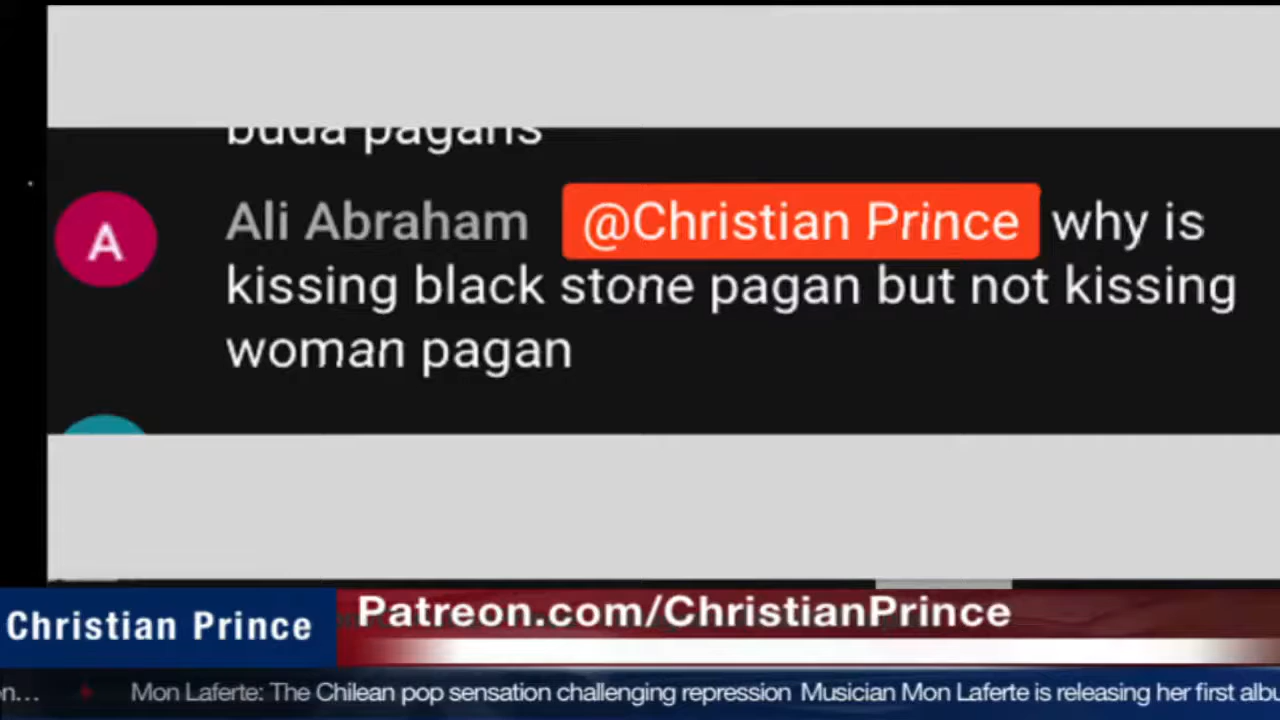 buda pagans
A
Ali Abraham @Christian Prince why is
kissing black stone pagan but not kissing
woman pagan
Christian Prince
Patreon.com/ChristianPrince
n... Mon Laferte: The Chilean pop sensation challenging repression Musician Mon Laferte is releasing her first albu